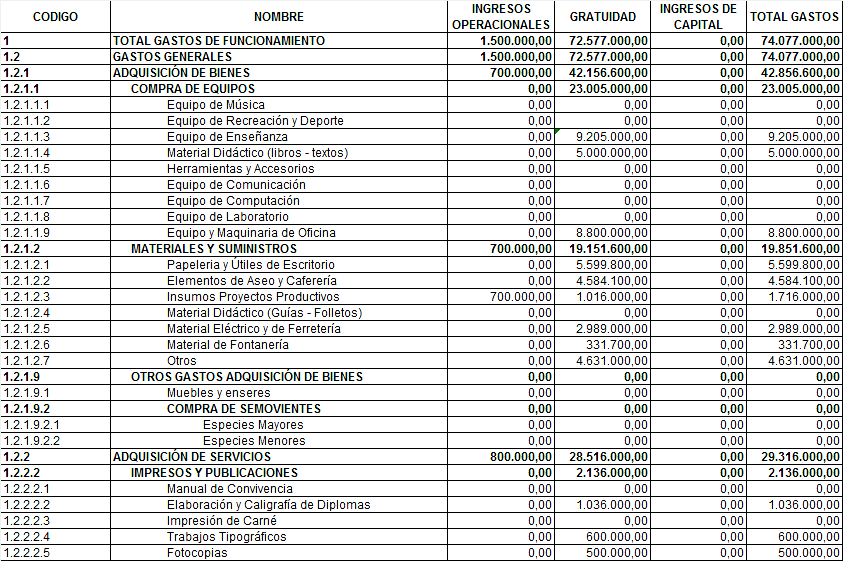 CODIGO NOMBRE INGRESOS OPERACIONALES GRATUIDAD INGRESOS DE CAPITAL TOTAL GASTOS
1 TOTAL GASTOS DE FUNCIONAMIENTO 1.500.000,00 72.577.000,00 0,00 74.077.000,00
1.2 GASTOS GENERALES 1.500.000,00 72.577.000,00 0,00 74.077.000,00
1.2.1 ADQUISICIÓN DE BIENES 700.000,00 42.156.600,00 0,00 42.856.600,00
1.2.1.1 COMPRA DE EQUIPOS 0,00 23.005.000,00 0,00 23.005.000,00
1.2.1.1.1 Equipo de Música 0,00 0,00 0,00 0,00
1.2.1.1.2 Equipo de Recreación y Deporte 0,00 0,00 0,00 0,00
1.2.1.1.3 Equipo de Enseñanza 0,00 9.205.000,00 0,00 9.205.000,00
1.2.1.1.4 Material Didáctico (libros - textos) 0,00 5.000.000,00 0,00 5.000.000,00
1.2.1.1.5 Herramientas y Accesorios 0,00 0,00 0,00 0,00
1.2.1.1.6 Equipo de Comunicación 0,00 0,00 0,00 0,00
1.2.1.1.7 Equipo de Computación 0,00 0,00 0,00 0,00
1.2.1.1.8 Equipo de Laboratorio 0,00 0,00 0,00 0,00
1.2.1.1.9 Equipo y Maquinaria de Oficina 0,00 8.800.000,00 0,00 8.800.000,00
1.2.1.2 MATERIALES Y SUMINISTROS 700.000,00 19.151.600,00 0,00 19.851.600,00
1.2.1.2.1 Papeleria y Útiles de Escritorio 0,00 5.599.800,00 0,00 5.599.800,00
1.2.1.2.2 Elementos de Aseo y Caferería 0,00 4.584.100,00 0,00 4.584.100,00
1.2.1.2.3 Insumos Proyectos Productivos 700.000,00 1.016.000,00 0,00 1.716.000,00
1.2.1.2.4 Material Didáctico (Guías - Folletos) 0,00 0,00 0,00 0,00
1.2.1.2.5 Material Eléctrico y de Ferretería 0,00 2.989.000,00 0,00 2.989.000,00
1.2.1.2.6 Material de Fontanería 0,00 331.700,00 0,00 331.700,00
1.2.1.2.7 Otros 0,00 4.631.000,00 0,00 4.631.000,00
1.2.1.9 OTROS GASTOS ADQUISICIÓN DE BIENES 0,00 0,00 0,00 0,00
1.2.1.9.1 Muebles y enseres 0,00 0,00 0,00 0,00
1.2.1.9.2 COMPRA DE SEMOVIENTES 0,00 0,00 0,00 0,00
1.2.1.9.2.1 Especies Mayores 0,00 0,00 0,00 0,00
1.2.1.9.2.2 Especies Menores 0,00 0,00 0,00 0,00
1.2.2 ADQUISICIÓN DE SERVICIOS 800.000,00 28.516.000,00 0,00 29.316.000,00
1.2.2.2 IMPRESOS Y PUBLICACIONES 0,00 2.136.000,00 0,00 2.136.000,00
1.2.2.2.1 Manual de Convivencia 0,00 0,00 0,00 0,00
1.2.2.2.2 Elaboración y Caligrafía de Diplomas 0,00 1.036.000,00 0,00 1.036.000,00
1.2.2.2.3 Impresión de Carné 0,00 0,00 0,00 0,00
1.2.2.2.4 Trabajos Tipográficos 0,00 600.000,00 0,00 600.000,00
1.2.2.2.5 Fotocopias 0,00 500.000,00 0,00 500.000,00